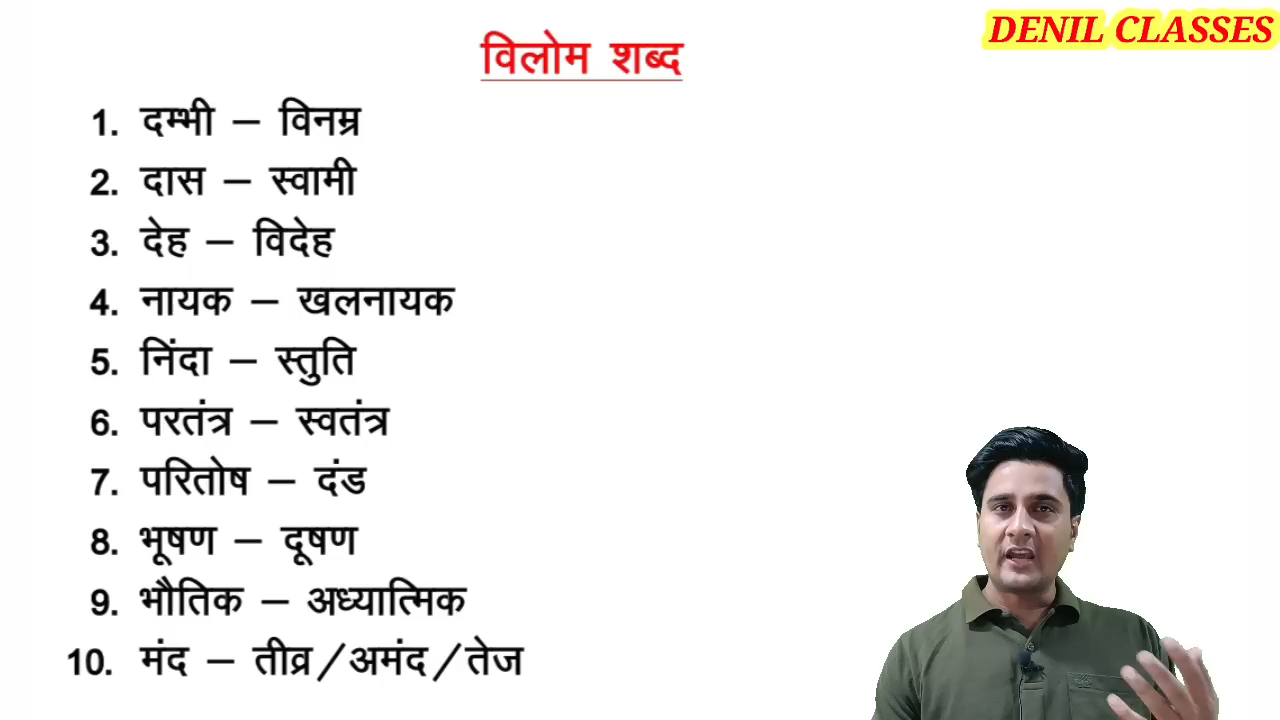 DENIL CLASSES
विलोम शब्द
1. दम्भी – विनम्र
2. दास – स्वामी
3. देह – विदेह
4. नायक – खलनायक
5. निंदा – स्तुति
6. परतंत्र – स्वतंत्र
7. परितोष – दंड
8. भूषण – दूषण
9. भौतिक – अध्यात्मिक
10. मंद – तीव्र/अमंद/तेज